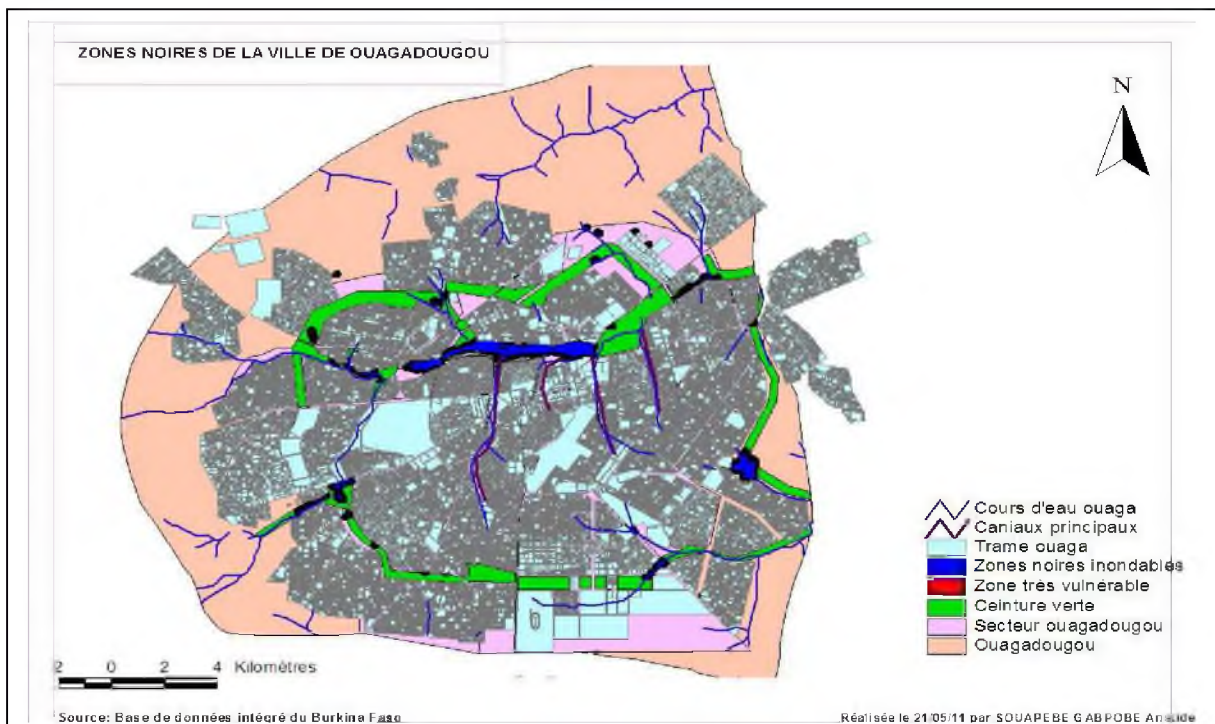 ZONES NOIRES DE LA VILLE DE OUAGADOUGOU
N
Cours d'eau ouaga
Caniaux principaux
Trame ouaga
Zones noires inondables
Zone très vulnérable
Ceinture verte
Secteur ouagadougou
Ouagadougou
2 0 2 4 Kilomètres
Source: Base de données intégré du Burkina Faso
Réalisée le 21/05/11 par SOUAPEBE GABPOBE